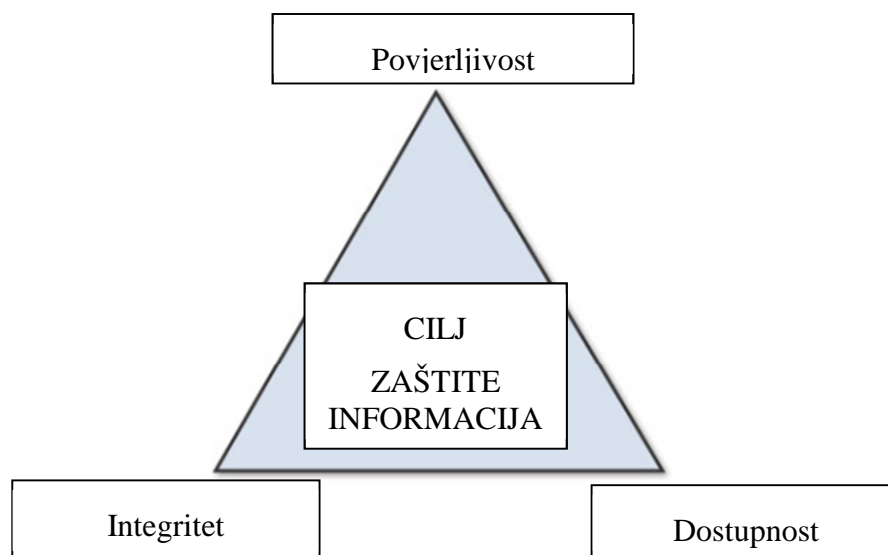 Povjerljivost
CILJ
ZAŠTITE
INFORMACIJA
Integritet
Dostupnost